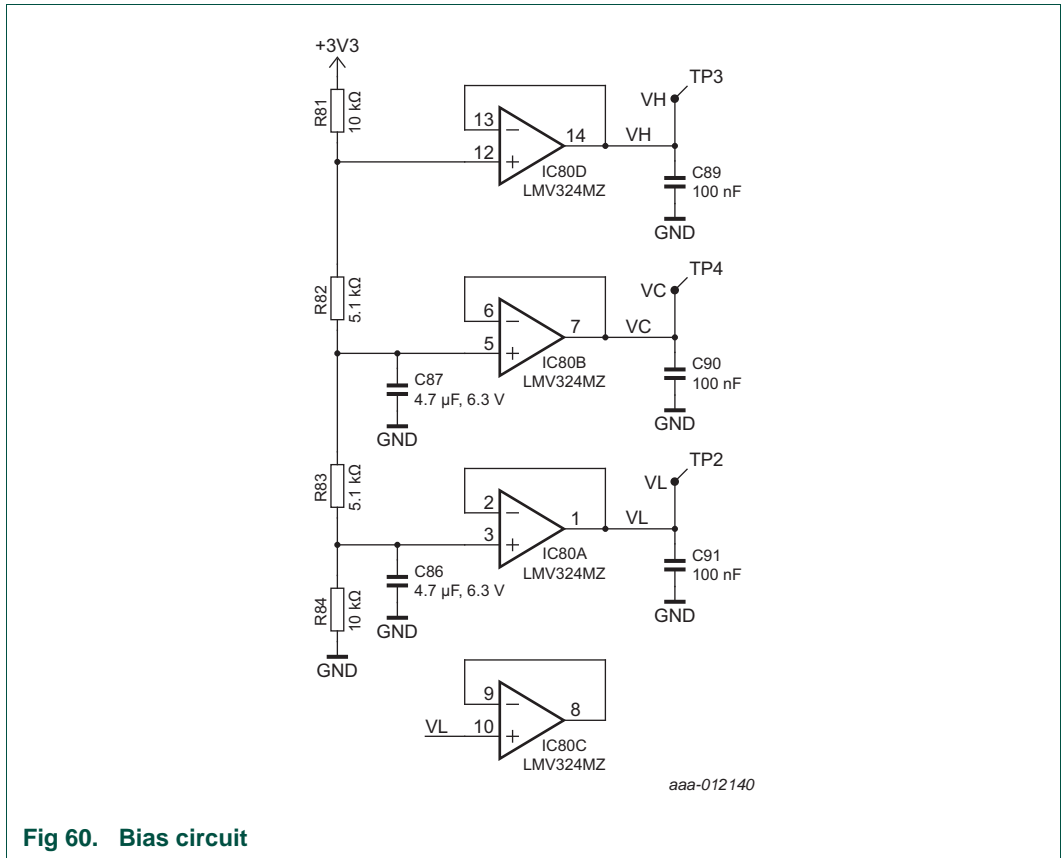 +3V3
R81
10 kΩ
13
12
14
VH
IC80D
LMV324MZ
VH
TP3
C89
100 nF
GND
R82
5.1 kΩ
6
5
7
VC
IC80B
LMV324MZ
VC
TP4
C90
100 nF
GND
C87
4.7 µF, 6.3 V
GND
R83
5.1 kΩ
2
3
1
VL
IC80A
LMV324MZ
VL
TP2
C91
100 nF
GND
C86
4.7 µF, 6.3 V
GND
R84
10 kΩ
GND
VL
9
10
8
IC80C
LMV324MZ
aaa-012140
Fig 60. Bias circuit